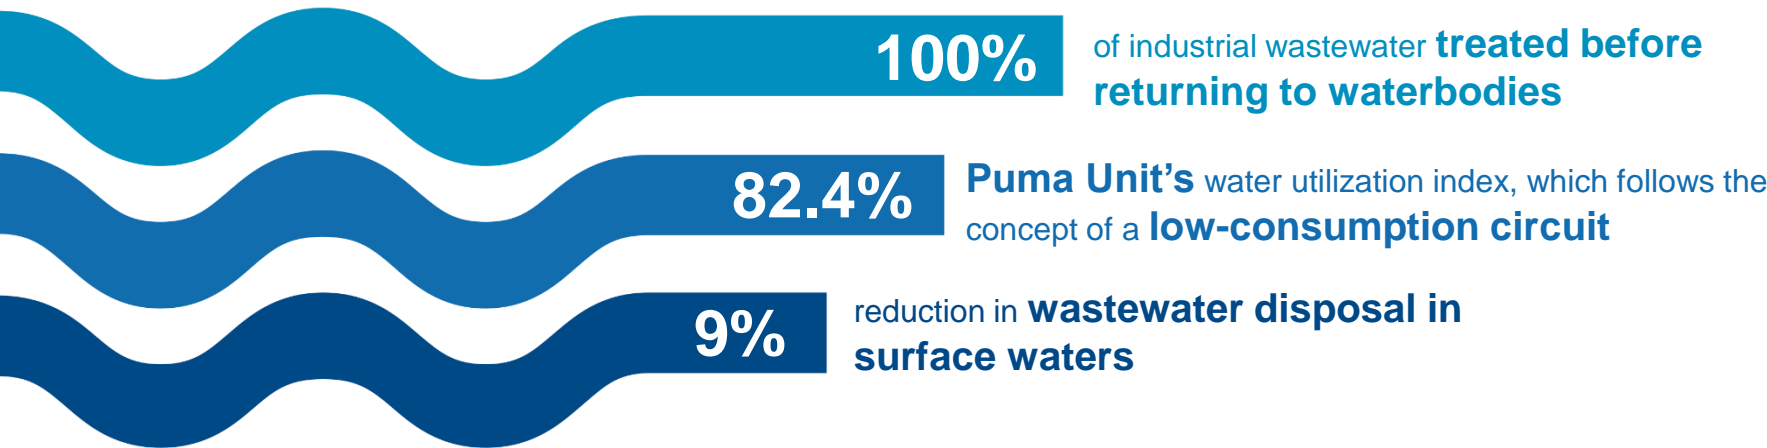 100%
of industrial wastewater treated before
returning to waterbodies
82.4%
Puma Unit’s water utilization index, which follows the
concept of a low-consumption circuit
9%
reduction in wastewater disposal in
surface waters